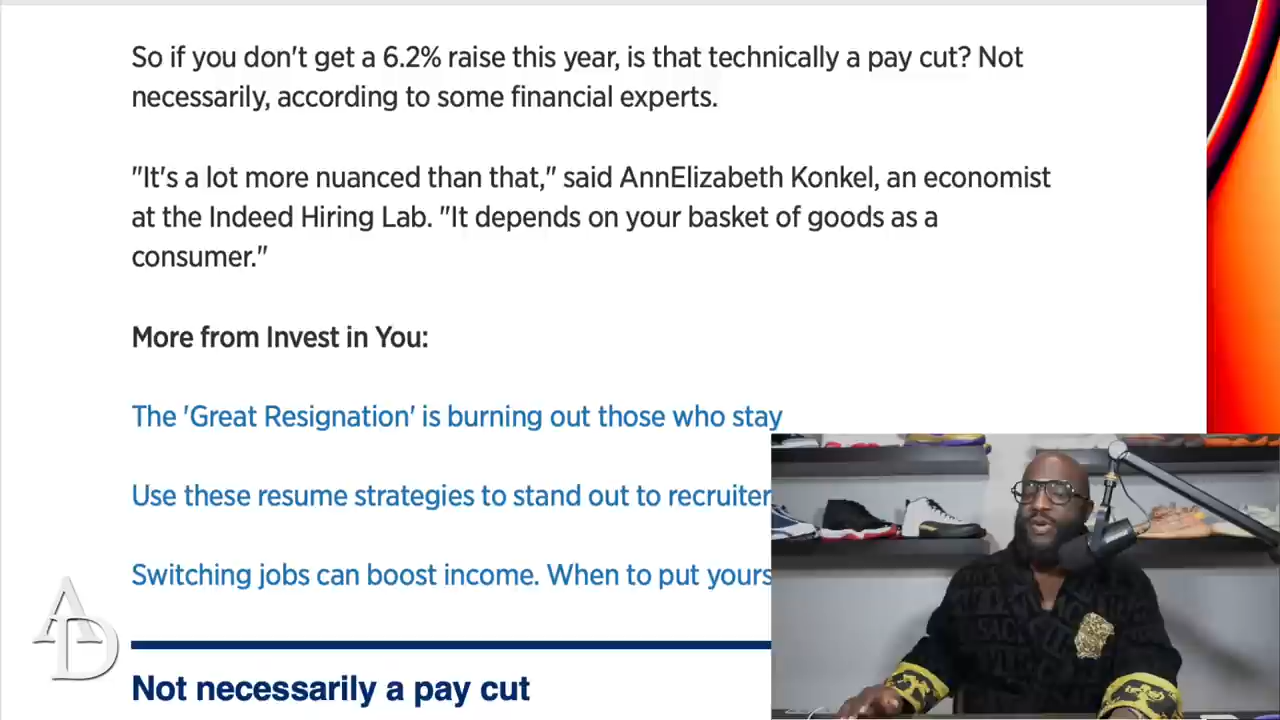 So if you don't get a 6.2% raise this year, is that technically a pay cut? Not
necessarily, according to some financial experts.
"It's a lot more nuanced than that," said AnnElizabeth Konkel, an economist
at the Indeed Hiring Lab. "It depends on your basket of goods as a
consumer."
More from Invest in You:
The 'Great Resignation' is burning out those who stay
Use these resume strategies to stand out to recruiter
Switching jobs can boost income. When to put yours
AD
Not necessarily a pay cut